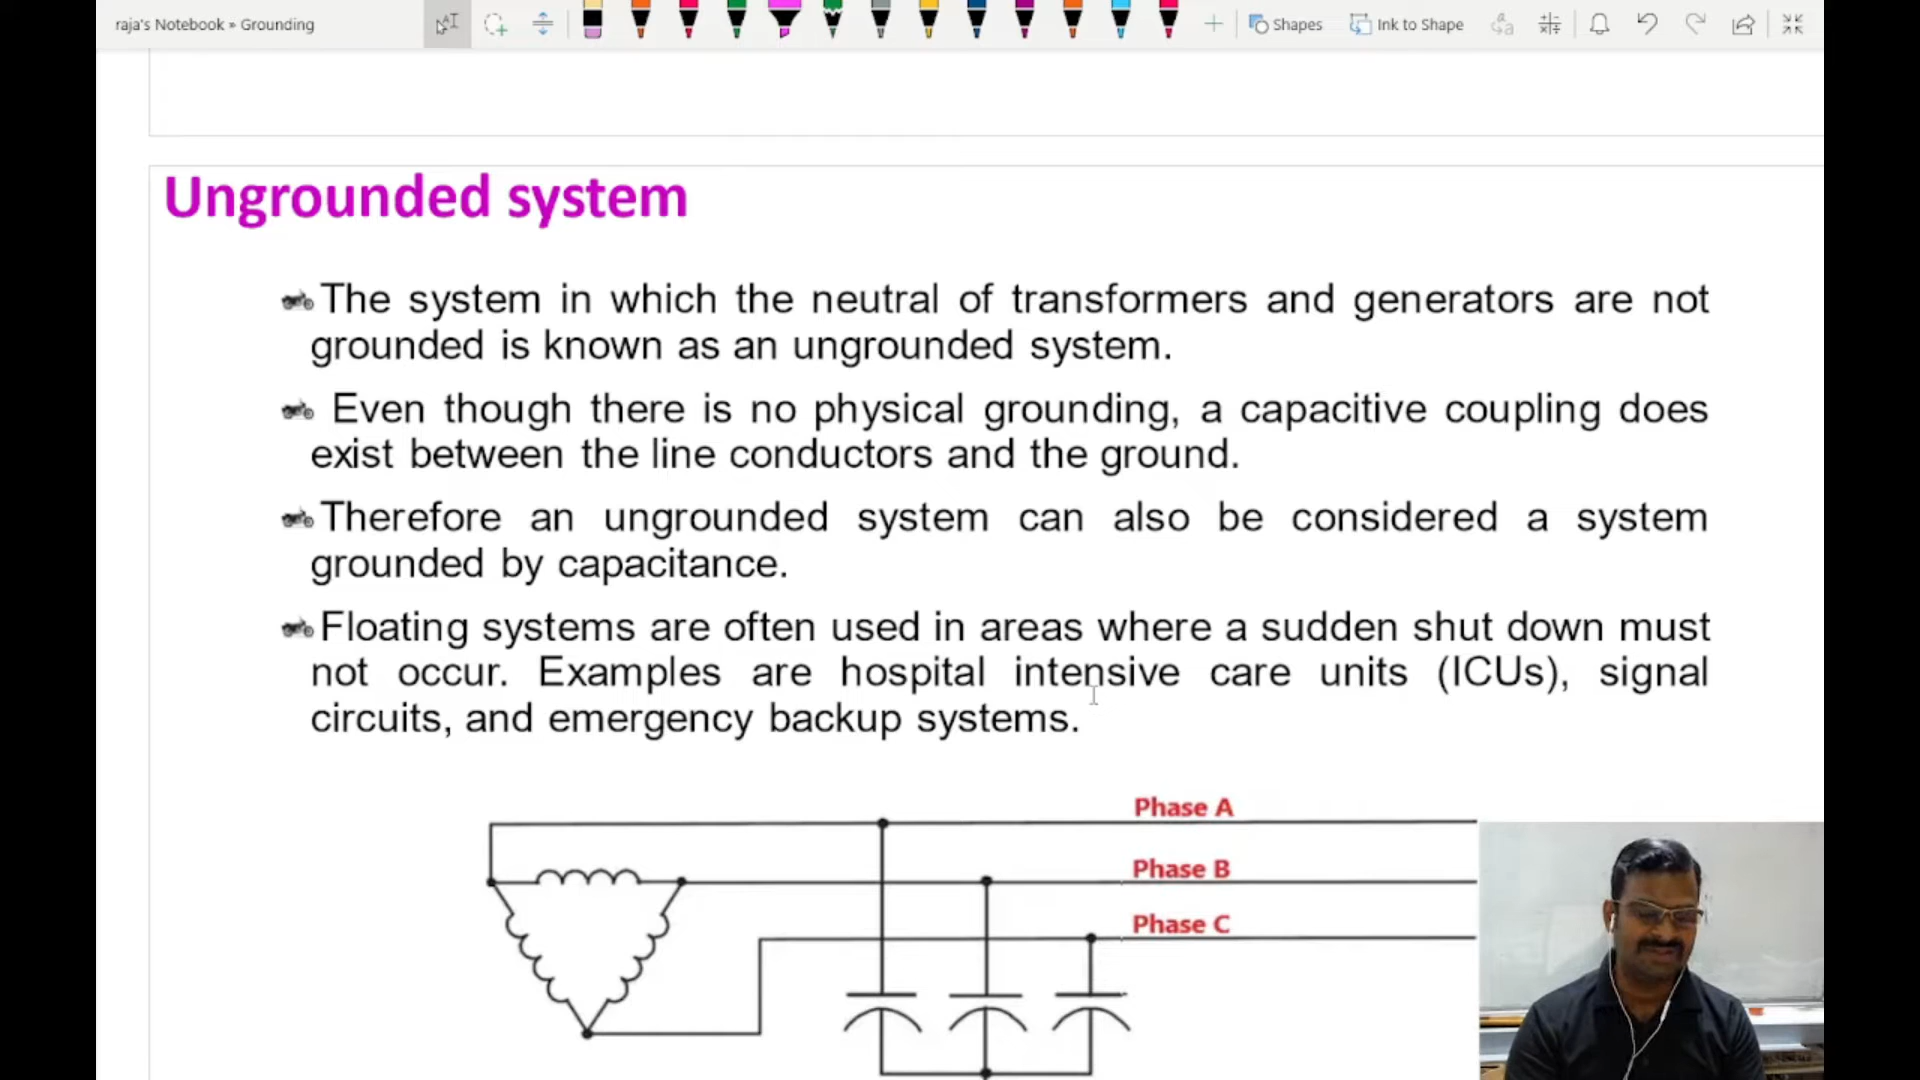 raja's Notebook » Grounding
Shapes
Ink to Shape
Ungrounded system
The system in which the neutral of transformers and generators are not
grounded is known as an ungrounded system.
Even though there is no physical grounding, a capacitive coupling does
exist between the line conductors and the ground.
Therefore an ungrounded system can also be considered a system
grounded by capacitance.
Floating systems are often used in areas where a sudden shut down must
not occur. Examples are hospital intensive care units (ICUs), signal
circuits, and emergency backup systems.
Phase A
Phase B
Phase C